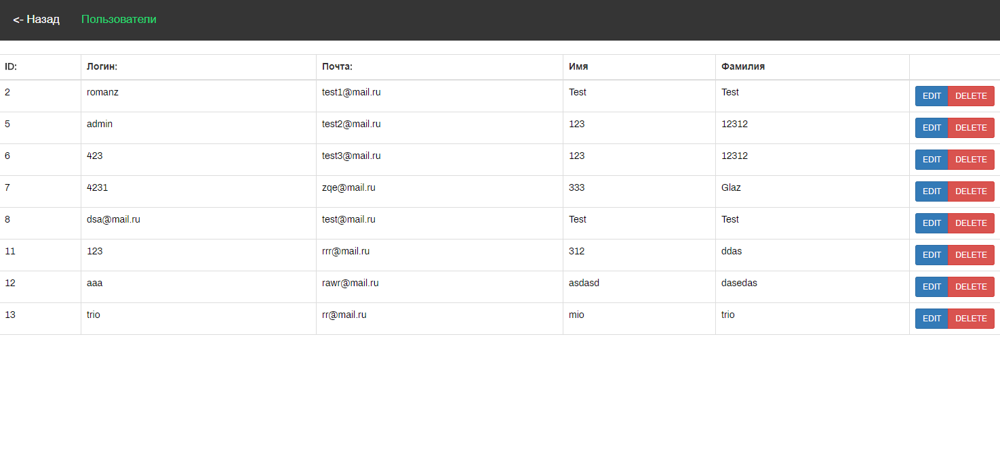 <- Назад Пользователи
ID: Логин: Почта: Имя Фамилия
2 romanz test1@mail.ru Test Test EDIT DELETE
5 admin test2@mail.ru 123 12312 EDIT DELETE
6 423 test3@mail.ru 123 12312 EDIT DELETE
7 4231 zqe@mail.ru 333 Glaz EDIT DELETE
8 dsa@mail.ru test@mail.ru Test Test EDIT DELETE
11 123 rrr@mail.ru 312 ddas EDIT DELETE
12 aaa rawr@mail.ru asdasd dasedas EDIT DELETE
13 trio rr@mail.ru mio trio EDIT DELETE